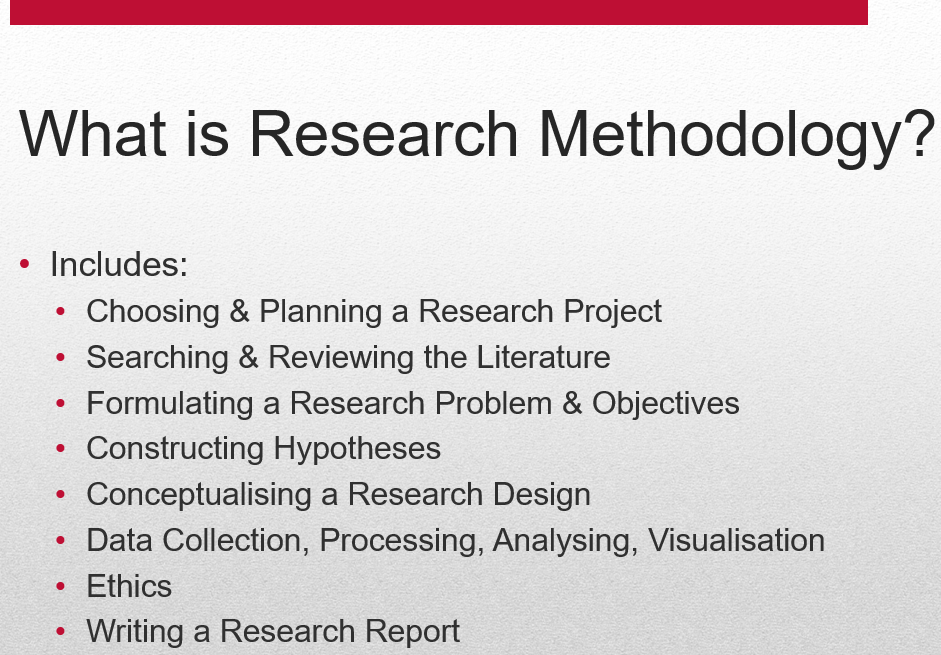 What is Research Methodology?
• Includes:
• Choosing & Planning a Research Project
• Searching & Reviewing the Literature
• Formulating a Research Problem & Objectives
• Constructing Hypotheses
• Conceptualising a Research Design
• Data Collection, Processing, Analysing, Visualisation
• Ethics
• Writing a Research Report